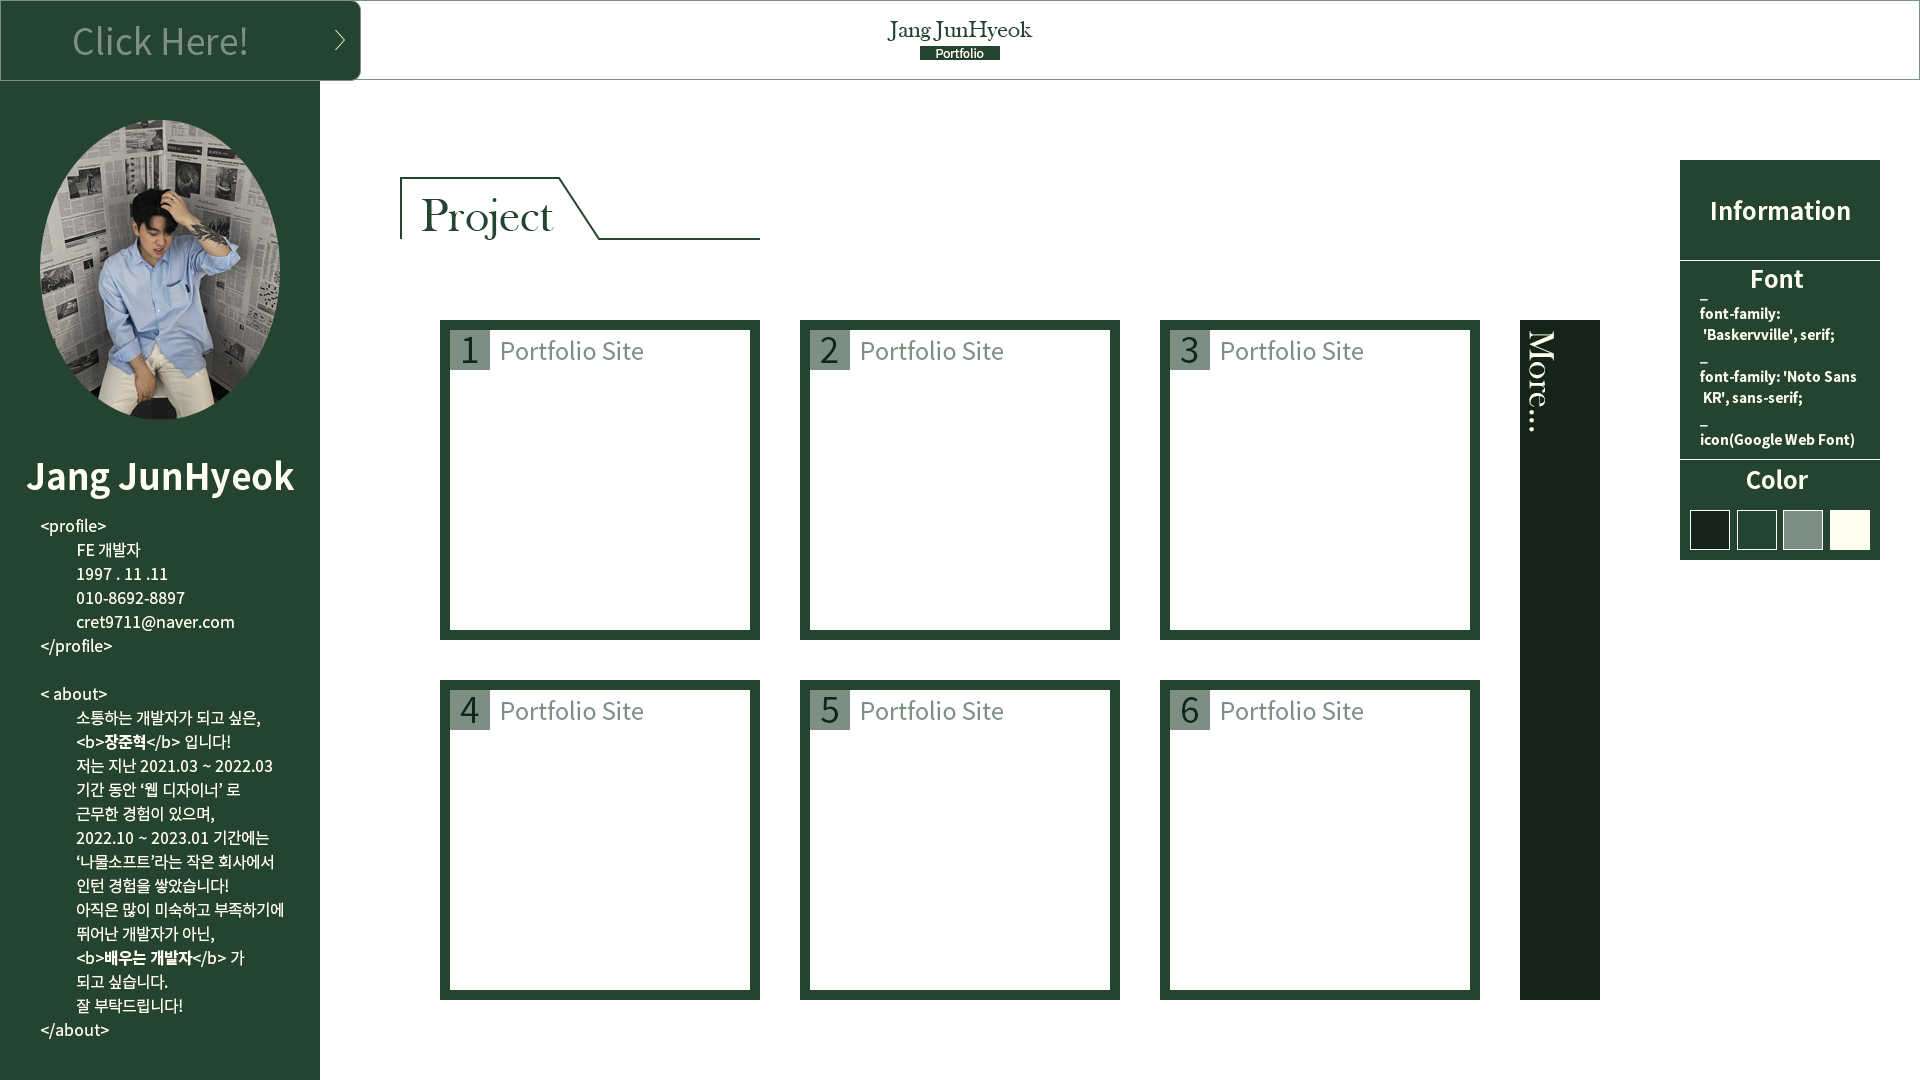 Click Here!
Jang JunHyeok
Portfolio
Jang JunHyeok
<profile>
FE 개발자
1997 . 11 .11
010-8692-8897
cret9711@naver.com
</profile>
< about>
소통하는 개발자가 되고 싶은,
<b>장준혁</b> 입니다!
저는 지난 2021.03 ~ 2022.03
기간 동안 ‘웹 디자이너’ 로
근무한 경험이 있으며,
2022.10 ~ 2023.01 기간에는
‘나물소프트’라는 작은 회사에서
인턴 경험을 쌓았습니다!
아직은 많이 미숙하고 부족하기에
뛰어난 개발자가 아닌,
<b>배우는 개발자</b> 가
되고 싶습니다.
잘 부탁드립니다!
</about>
Project
1 Portfolio Site
2 Portfolio Site
3 Portfolio Site
4 Portfolio Site
5 Portfolio Site
6 Portfolio Site
More...
Information
Font
_
font-family:
'Baskervville', serif;
_
font-family: 'Noto Sans
KR', sans-serif;
_
icon(Google Web Font)
Color